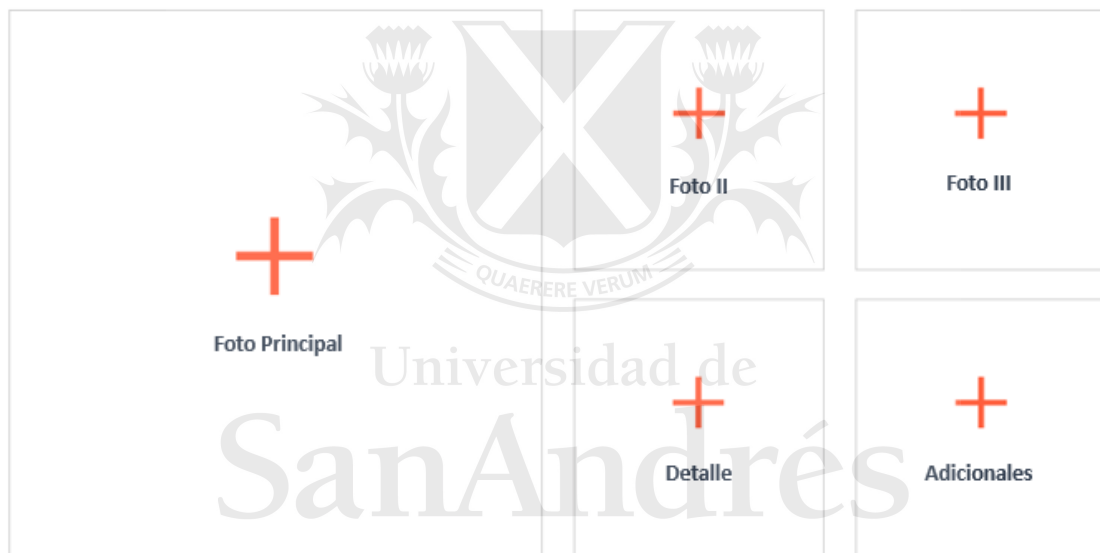 Foto II
Foto III
QUAERERE VERUM
Foto Principal
Universidad de
SanAndrés
Detalle
Adicionales